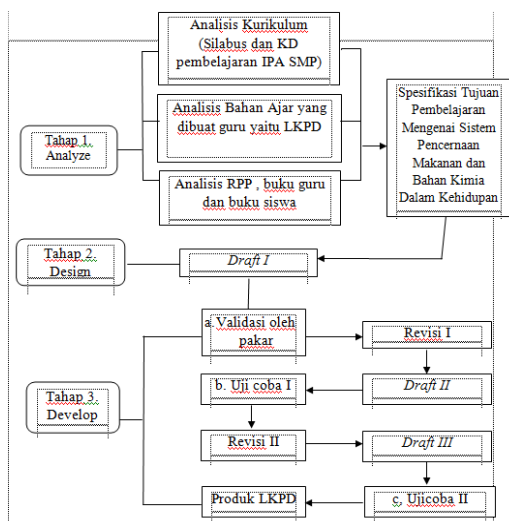 Analisis Kurikulum
(Silabus dan KD
pembelajaran IPA SMP)
Analisis Bahan Ajar yang
dibuat guru yaitu LKPD
Analisis RPP , buku guru
dan buku siswa
Tahap 1.
Analyze
Spesifikasi Tujuan
Pembelajaran
Mengenai Sistem
Pencernaan
Makanan dan
Bahan Kimia
Dalam Kehidupan
Tahap 2.
Design
Draft I
a. Validasi oleh
pakar
Revisi I
Tahap 3.
Develop
b. Uji coba I
Draft II
Revisi II
Draft III
Produk LKPD
c, Ujicoba II